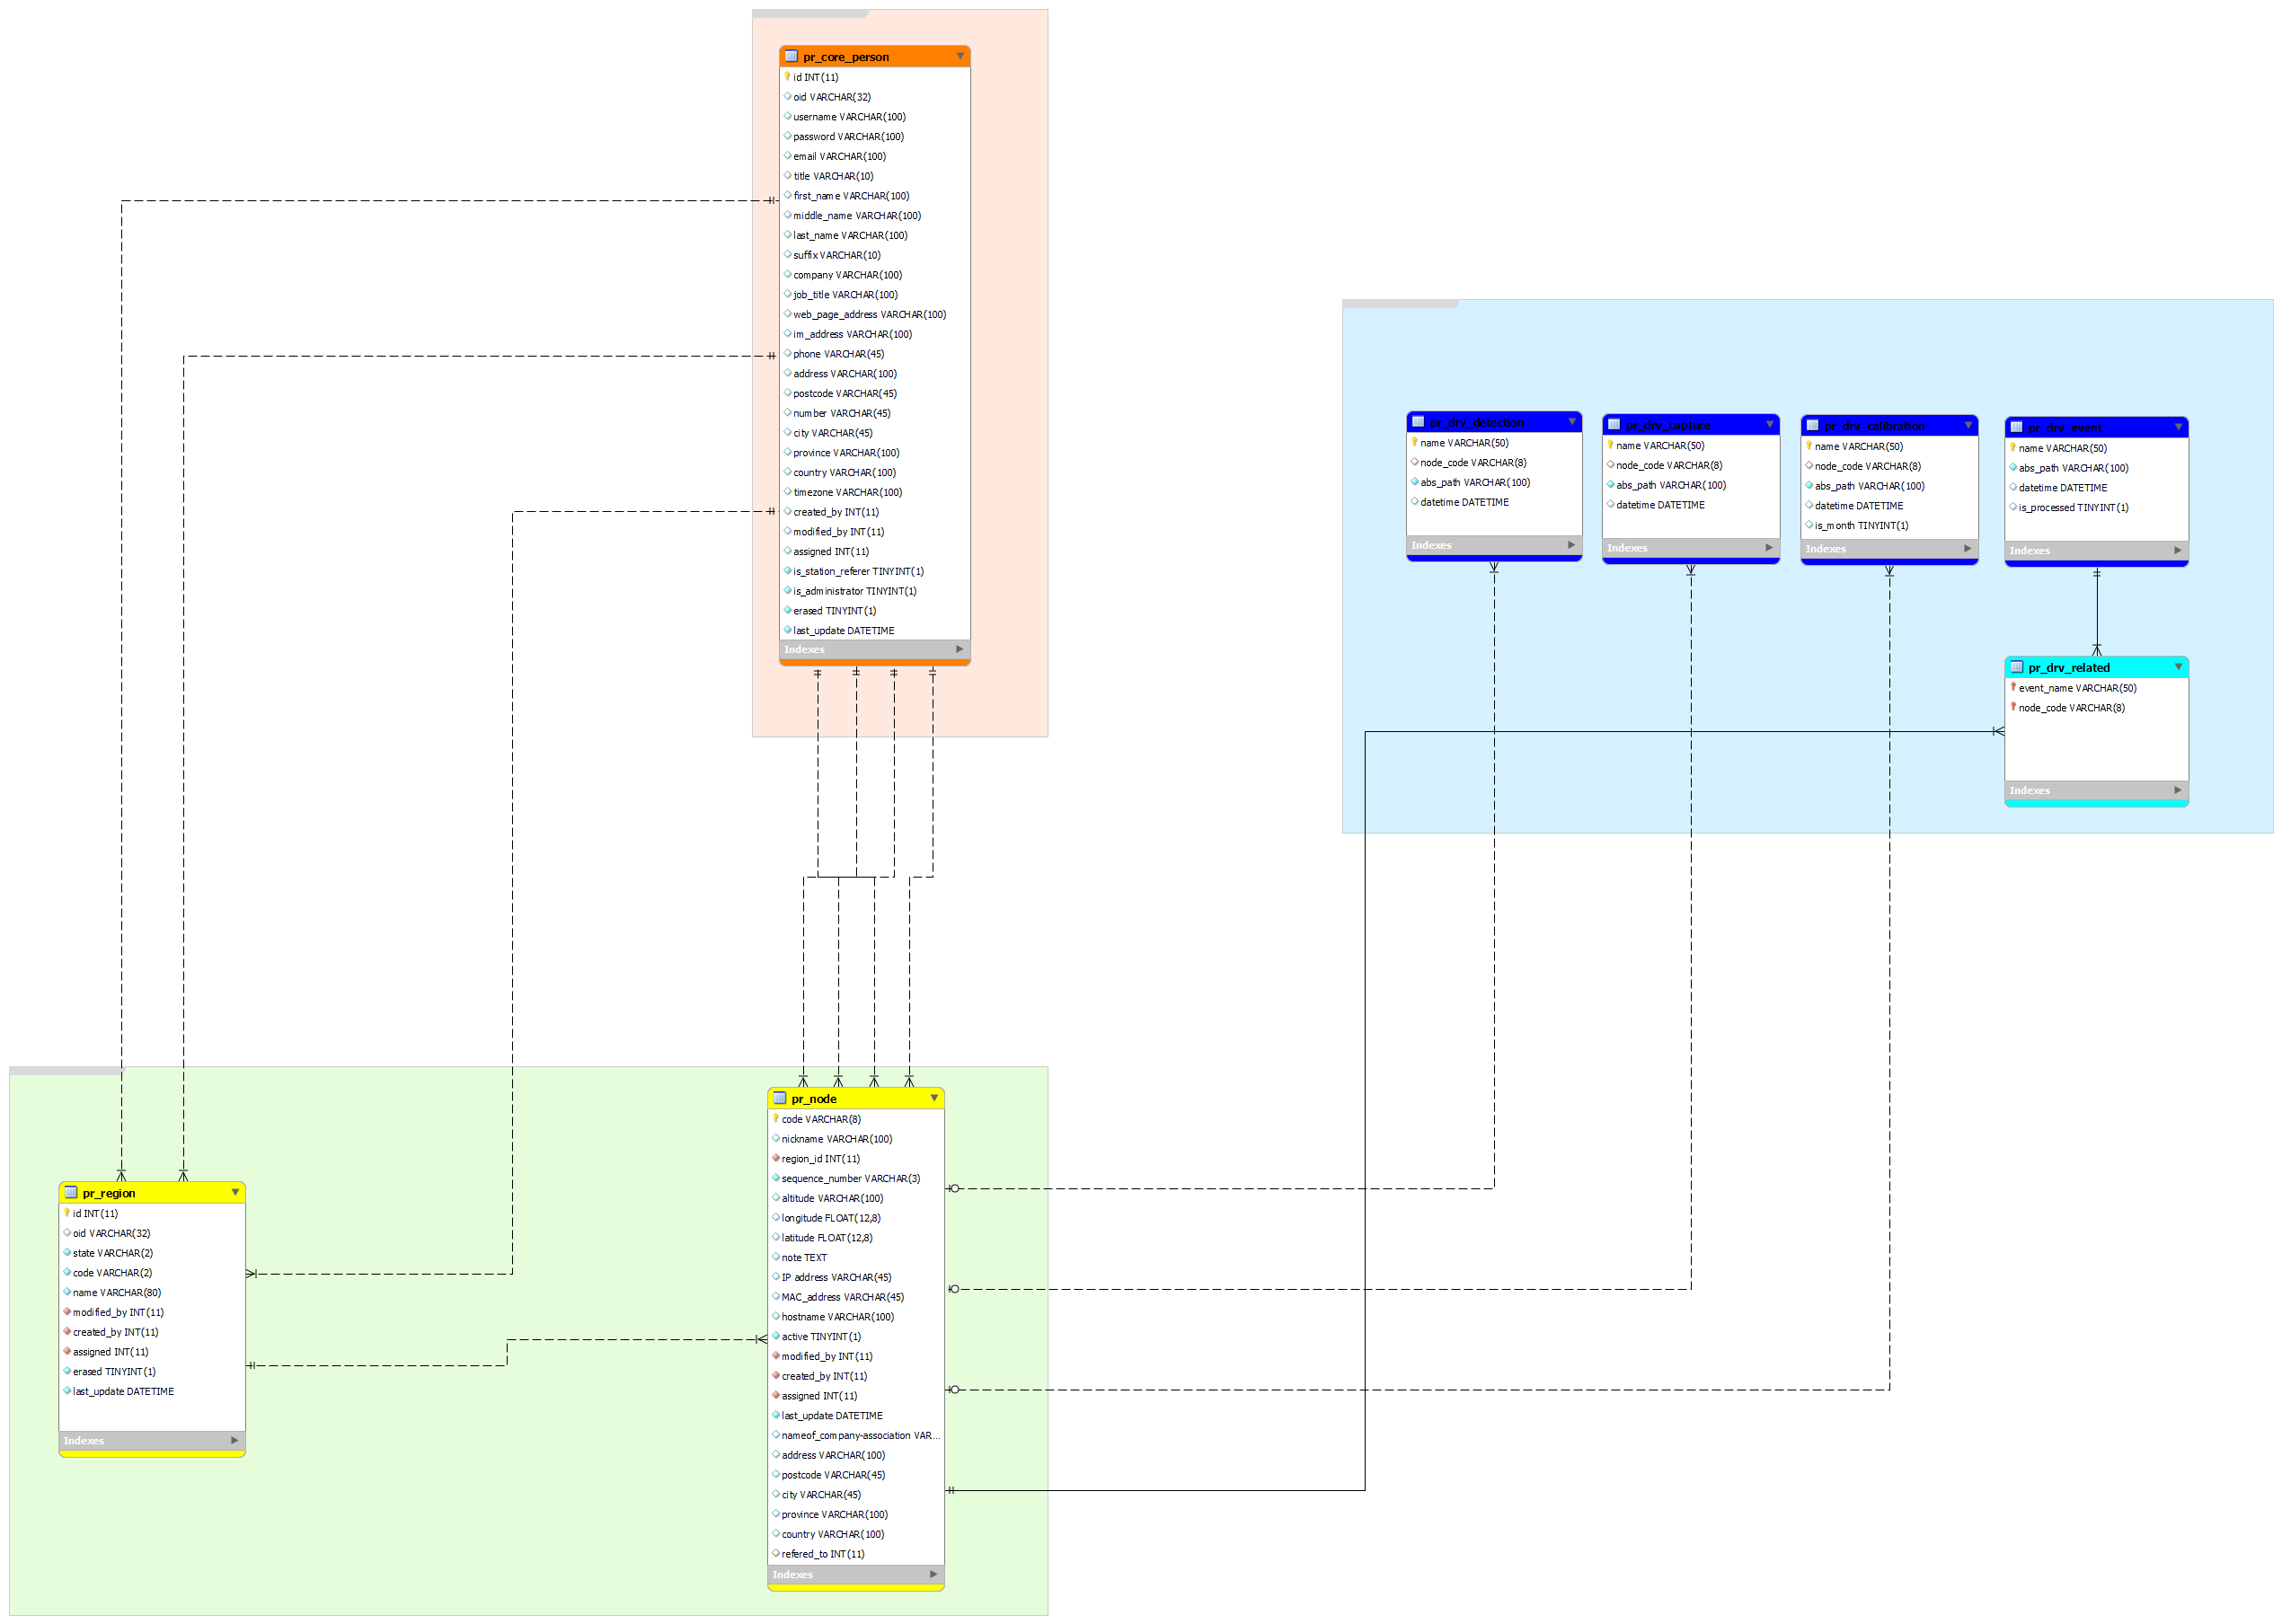 pr_core_person
id INT(11)
oid VARCHAR(32)
username VARCHAR(100)
password VARCHAR(100)
email VARCHAR(100)
title VARCHAR(10)
first_name VARCHAR(100)
middle_name VARCHAR(100)
last_name VARCHAR(100)
suffix VARCHAR(10)
company VARCHAR(100)
job_title VARCHAR(100)
web_page_address VARCHAR(100)
im_address VARCHAR(100)
phone VARCHAR(45)
address VARCHAR(100)
postcode VARCHAR(45)
number VARCHAR(45)
city VARCHAR(45)
province VARCHAR(100)
country VARCHAR(100)
timezone VARCHAR(100)
created_by INT(11)
modified_by INT(11)
assigned INT(11)
is_station_referer TINYINT(1)
is_administrator TINYINT(1)
erased TINYINT(1)
last_update DATETIME
Indexes
pr_drv_detection
name VARCHAR(50)
node_code VARCHAR(8)
abs_path VARCHAR(100)
datetime DATETIME
Indexes
pr_drv_capture
name VARCHAR(50)
node_code VARCHAR(8)
abs_path VARCHAR(100)
datetime DATETIME
Indexes
pr_drv_calibration
name VARCHAR(50)
node_code VARCHAR(8)
abs_path VARCHAR(100)
datetime DATETIME
is_month TINYINT(1)
Indexes
pr_drv_event
name VARCHAR(50)
abs_path VARCHAR(100)
datetime DATETIME
is_processed TINYINT(1)
Indexes
pr_drv_related
event_name VARCHAR(50)
node_code VARCHAR(8)
Indexes
pr_region
id INT(11)
oid VARCHAR(32)
state VARCHAR(2)
code VARCHAR(2)
name VARCHAR(80)
modified_by INT(11)
created_by INT(11)
assigned INT(11)
erased TINYINT(1)
last_update DATETIME
Indexes
pr_node
code VARCHAR(8)
nickname VARCHAR(100)
region_id INT(11)
sequence_number VARCHAR(3)
altitude VARCHAR(100)
longitude FLOAT(12,8)
latitude FLOAT(12,8)
note TEXT
IP address VARCHAR(45)
MAC_address VARCHAR(45)
hostname VARCHAR(100)
active TINYINT(1)
modified_by INT(11)
created_by INT(11)
assigned INT(11)
last_update DATETIME
nameof_company-association VAR...
address VARCHAR(100)
postcode VARCHAR(45)
city VARCHAR(45)
province VARCHAR(100)
country VARCHAR(100)
refered_to INT(11)
Indexes